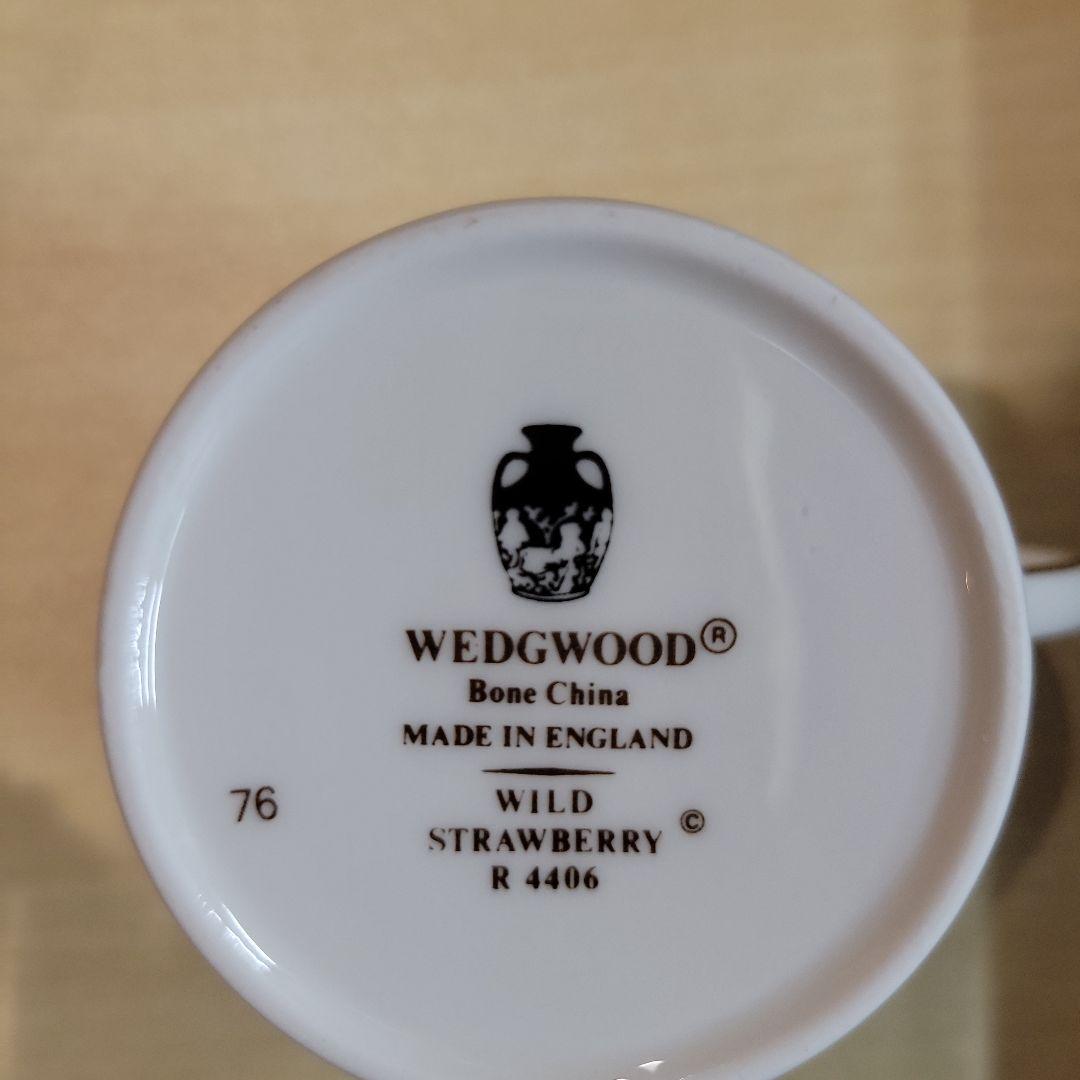 WEDGWOOD®
Bone China
MADE IN ENGLAND
76
WILD
STRAWBERRY ©
R 4406